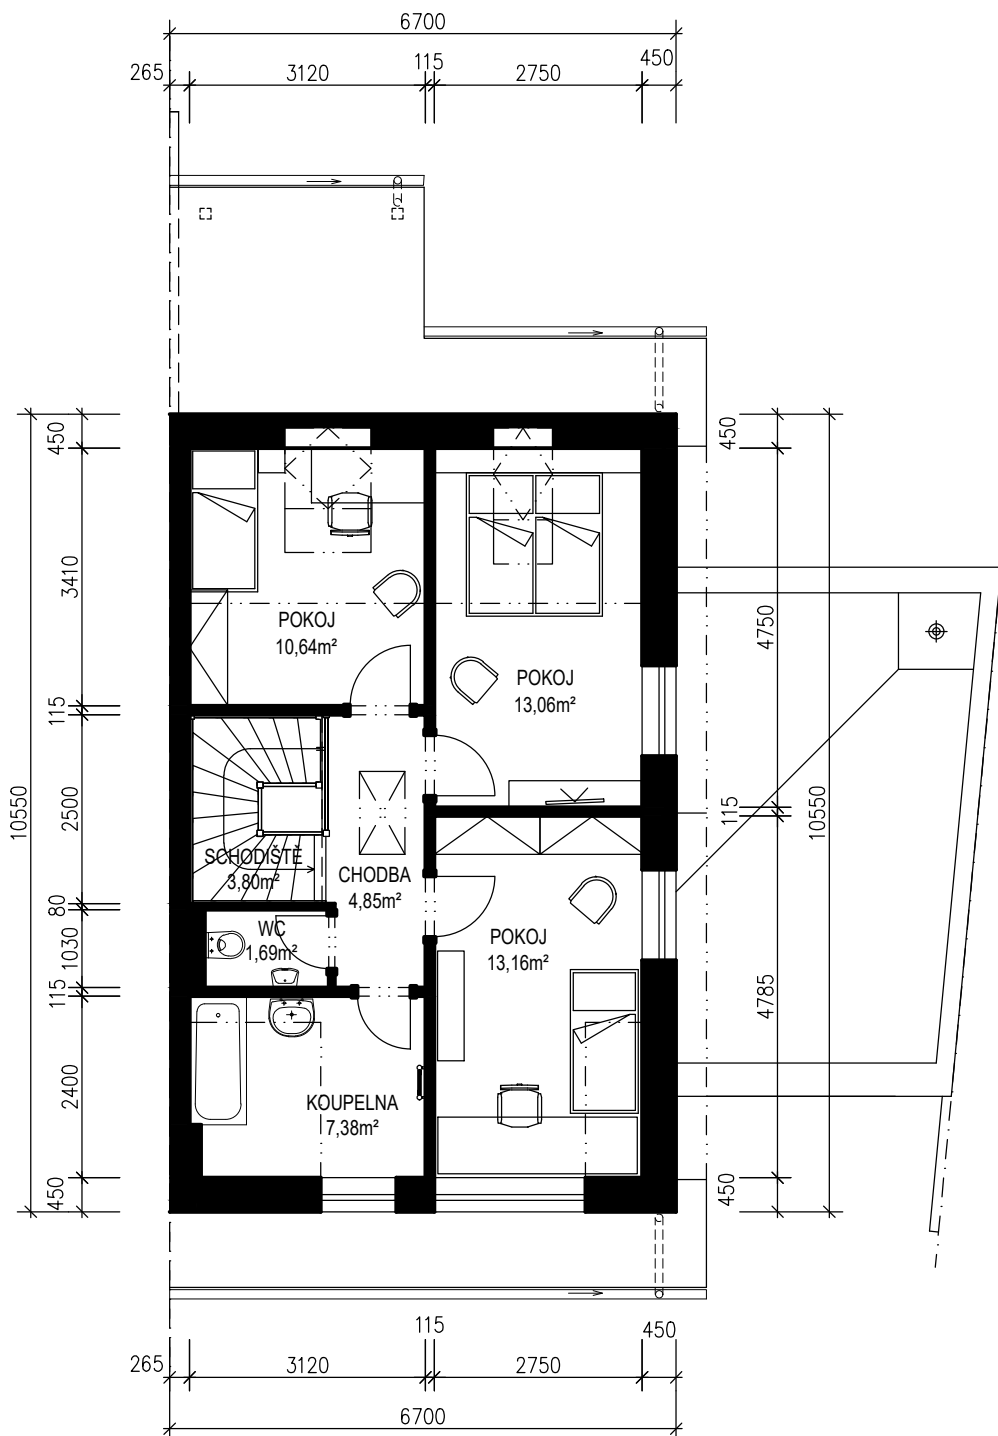 6700
265
3120
115
2750
450
450
3410
115
2500
80
1030
115
2400
450
10550
POKOJ
10,64m²
POKOJ
13,06m²
SCHODIŠTĚ
3,80m²
CHODBA
4,85m²
WC
1,69m²
POKOJ
13,16m²
KOUPELNA
7,38m²
450
4750
115
4785
450
10550
265
3120
115
2750
450
6700